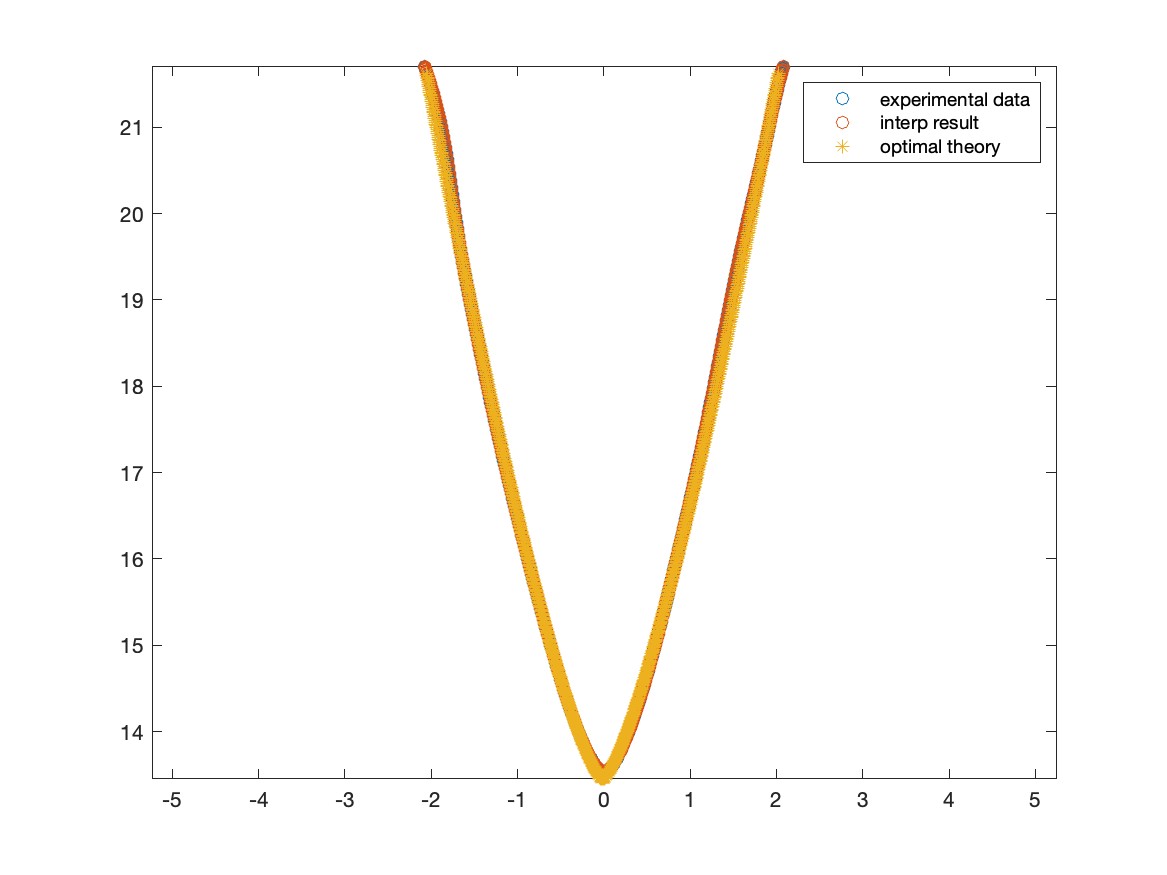 experimental data
interp result
optimal theory
21
20
19
18
17
16
15
14
-5 -4 -3 -2 -1 0 1 2 3 4 5